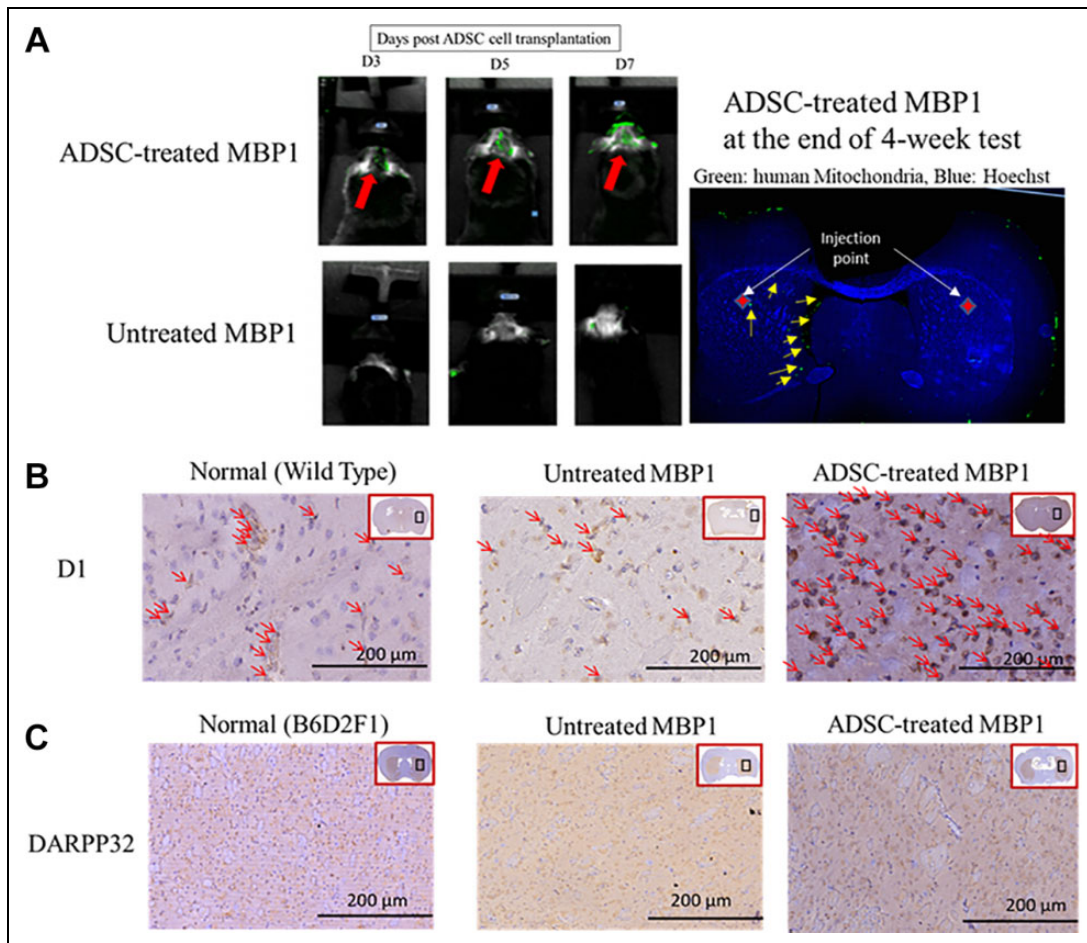 A
Days post ADSC cell transplantation
D3 D5 D7
ADSC-treated MBP1
Untreated MBP1
ADSC-treated MBP1
at the end of 4-week test
Green: human Mitochondria, Blue: Hoechst
Injection
point
B
Normal (Wild Type) Untreated MBP1 ADSC-treated MBP1
D1
200 µm 200 µm 200 µm
C
Normal (B6D2F1) Untreated MBP1 ADSC-treated MBP1
DARPP32
200 µm 200 µm 200 µm